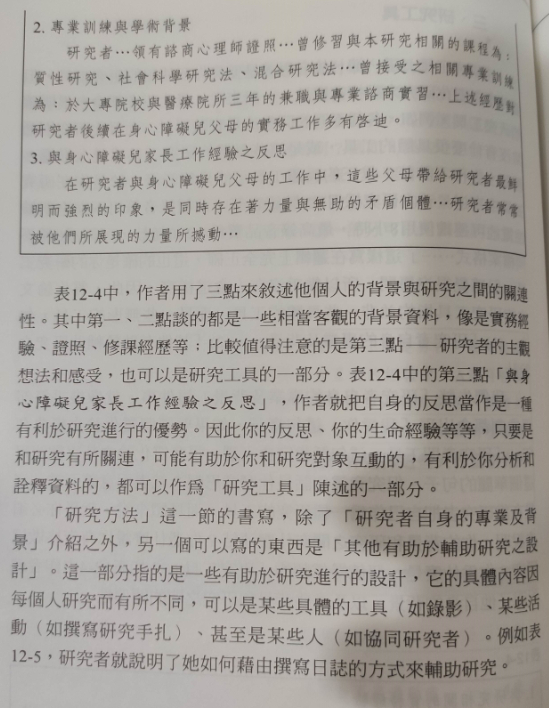 2. 專業訓練與學術背景
研究者…領有諮商心理師證照…曾修習與本研究相關的課程為：
質性研究、社會科學研究法、混合研究法…曾接受之相關專業訓練
為：於大專院校與醫療院所三年的兼職與專業諮商實習…上述經歷對
研究者後續在身心障礙兒父母的實務工作多有啓迪。
3. 與身心障礙兒家長工作經驗之反思
在研究者與身心障礙兒父母的工作中，這些父母帶給研究者最鮮
明而強烈的印象，是同時存在著力量與無助的矛盾個體…研究者常常
被他們所展現的力量所撼動…
表12-4中，作者用了三點來敘述他個人的背景與研究之間的關連
性。其中第一、二點談的都是一些相當客觀的背景資料，像是實務經
驗、證照、修課經歷等；比較值得注意的是第三點——研究者的主觀
想法和感受，也可以是研究工具的一部分。表12-4中的第三點「與身
心障礙兒家長工作經驗之反思」，作者就把自身的反思當作是一種
有利於研究進行的優勢。因此你的反思、你的生命經驗等等，只要是
和研究有所關連，可能有助於你和研究對象互動的，有利於你分析和
詮釋資料的，都可以作爲「研究工具」陳述的一部分。
「研究方法」這一節的書寫，除了「研究者自身的專業及背
景」介紹之外，另一個可以寫的東西是「其他有助於輔助研究之設
計」。這一部分指的是一些有助於研究進行的設計，它的具體內容因
每個人研究而有所不同，可以是某些具體的工具（如錄影）、某些活
動（如撰寫研究手扎）、甚至是某些人（如協同研究者）。例如表
12-5，研究者就說明了她如何藉由撰寫日誌的方式來輔助研究。